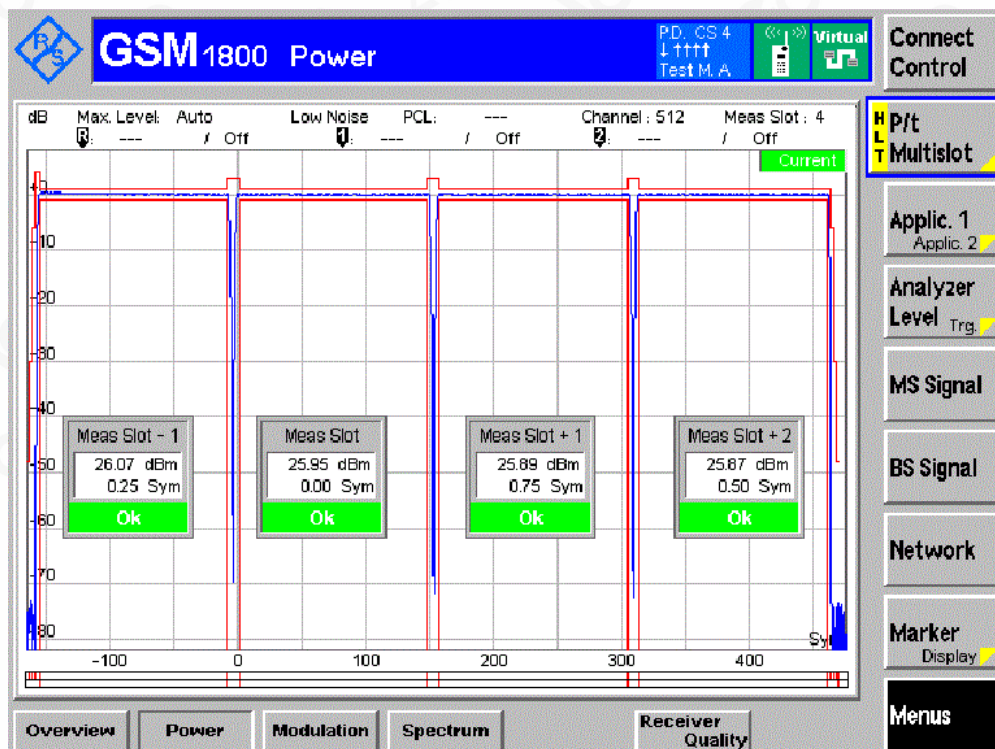 R S
GSM 1800 Power
P.D. CS 4
↓ ↑↑↑↑
Test M. A
Virtual
Connect
Control
dB Max. Level: Auto Low Noise PCL: --- Channel : 512 Meas Slot : 4
R: --- / Off 1: --- / Off 2: --- / Off
Current
H
L
T
P/t
Multislot
Applic. 1
Applic. 2
Analyzer
Level Trg.
MS Signal
BS Signal
Network
Marker
Display
Menus
-10
-20
-30
-40
-50
-60
-70
-80
Meas Slot - 1
26.07 dBm
0.25 Sym
Ok
Meas Slot
25.95 dBm
0.00 Sym
Ok
Meas Slot + 1
25.89 dBm
0.75 Sym
Ok
Meas Slot + 2
25.87 dBm
0.50 Sym
Ok
-100 0 100 200 300 400
Overview Power Modulation Spectrum Receiver
Quality